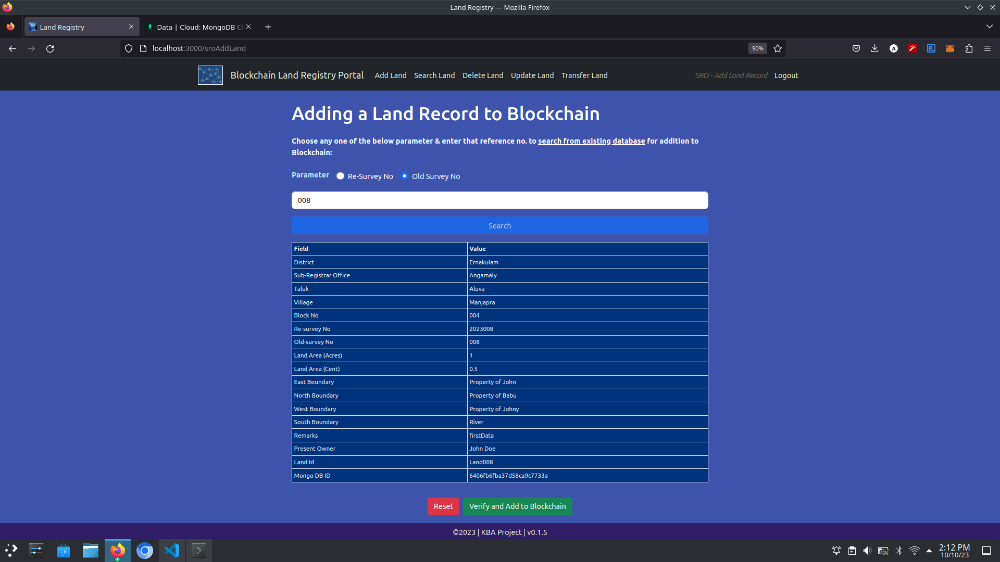 Land Registry — Mozilla Firefox
Land Registry
Data | Cloud: MongoDB Cl
localhost:3000/sroAddLand
90%
Blockchain Land Registry Portal Add Land Search Land Delete Land Update Land Transfer Land SRO - Add Land Record Logout
Adding a Land Record to Blockchain
Choose any one of the below parameter & enter that reference no. to search from existing database for addition to
Blockchain:
Parameter Re-Survey No Old Survey No
008
Search
Field Value
District Ernakulam
Sub-Registrar Office Angamaly
Taluk Aluva
Village Manjapra
Block No 004
Re-survey No 2023008
Old-survey No 008
Land Area (Acres) 1
Land Area (Cent) 0.5
East Boundary Property of John
North Boundary Property of Babu
West Boundary Property of Johny
South Boundary River
Remarks firstData
Present Owner John Doe
Land Id Land008
Mongo DB ID 6406fb6fba37d58ca9c7733a
Reset Verify and Add to Blockchain
©2023 | KBA Project | v0.1.5
43%
2:12 PM
10/10/23